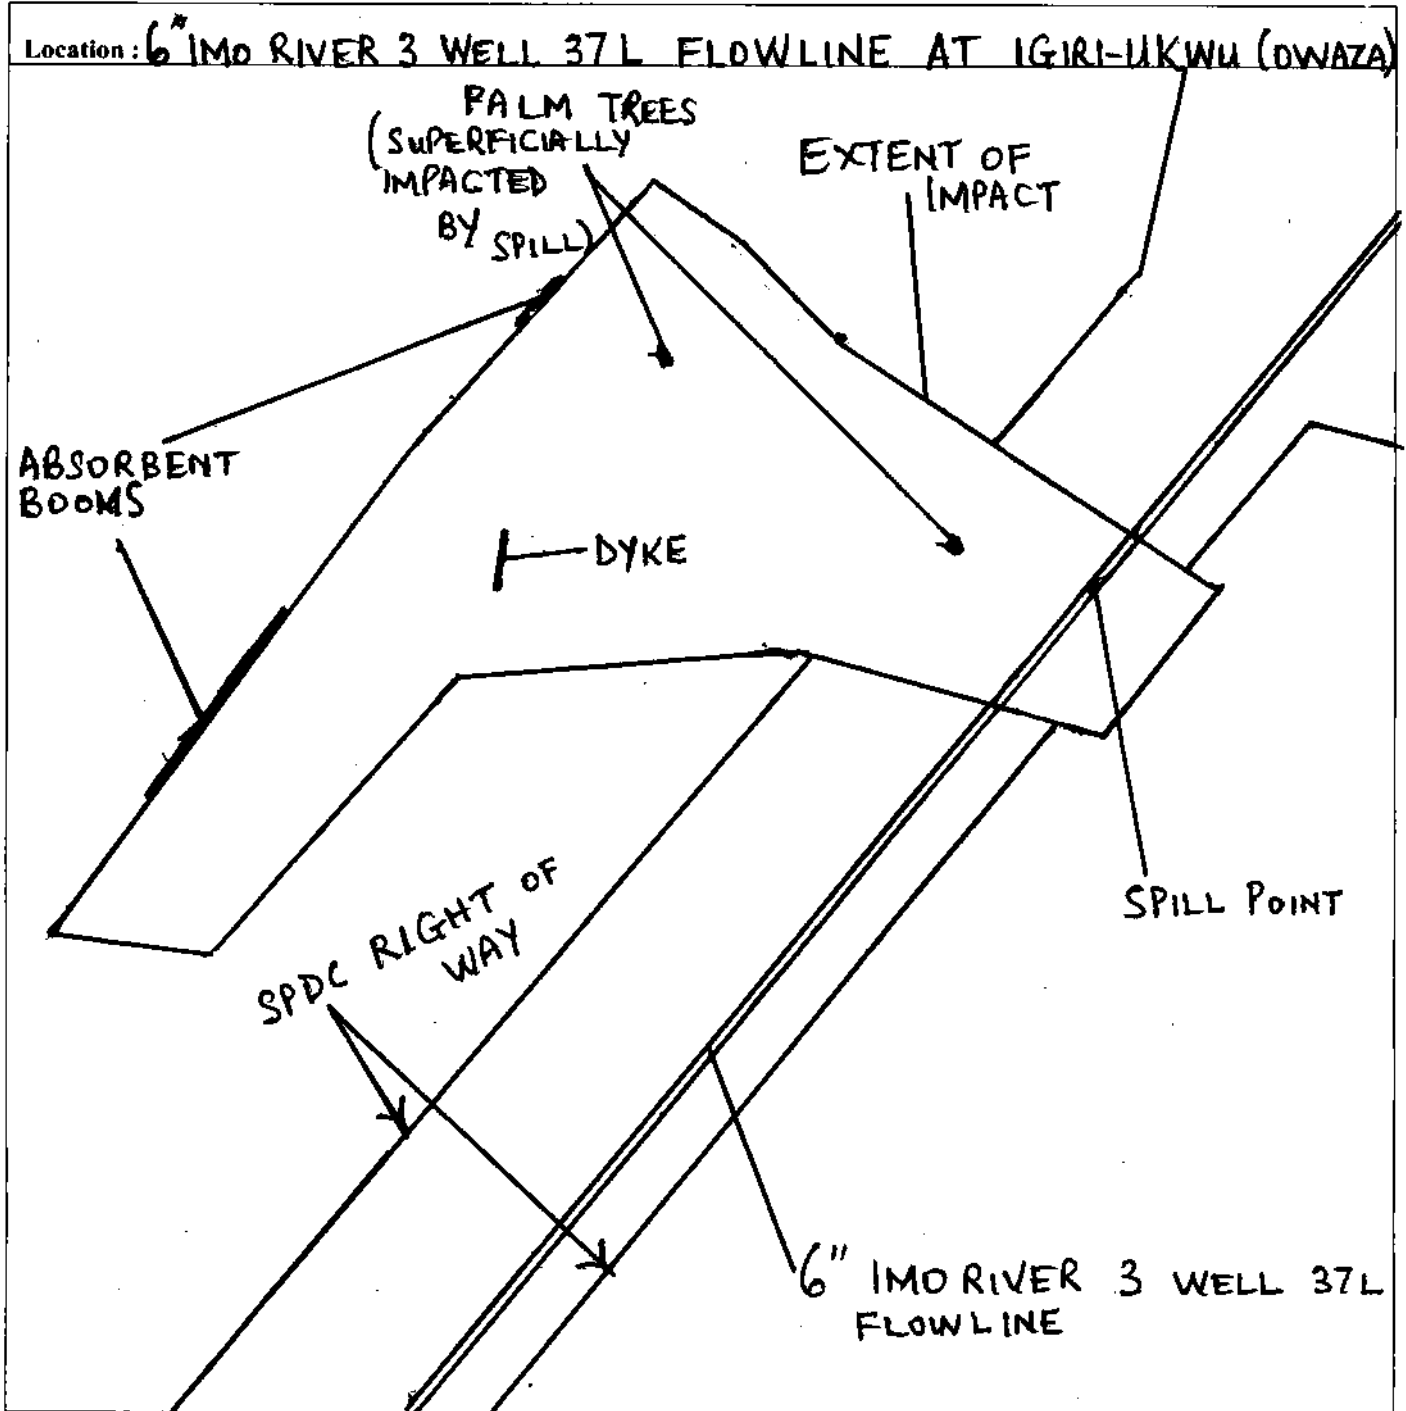 Location : 6" IMO RIVER 3 WELL 37L FLOWLINE AT IGIRI-UKWU (OWAZA)
PALM TREES
(SUPERFICIALLY
IMPACTED
BY SPILL)
EXTENT OF
IMPACT
ABSORBENT
BOOMS
DYKE
SPILL POINT
SPDC RIGHT OF
WAY
6" IMO RIVER 3 WELL 37L
FLOWLINE